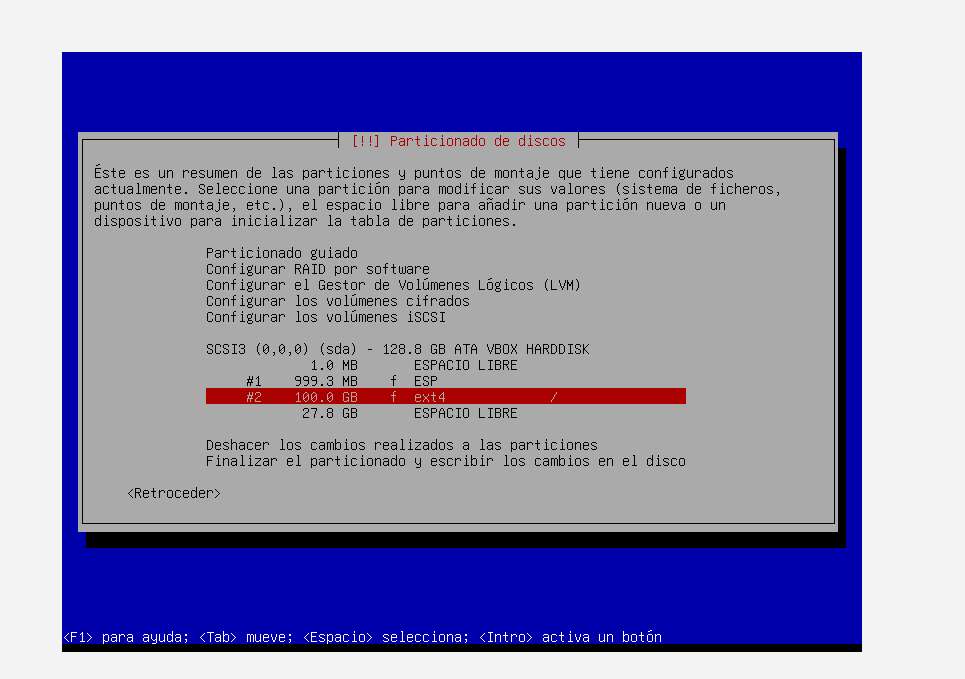 [!!] Particionado de discos
Éste es un resumen de las particiones y puntos de montaje que tiene configurados
actualmente. Seleccione una partición para modificar sus valores (sistema de ficheros,
puntos de montaje, etc.), el espacio libre para añadir una partición nueva o un
dispositivo para inicializar la tabla de particiones.
Particionado guiado
Configurar RAID por software
Configurar el Gestor de Volúmenes Lógicos (LVM)
Configurar los volúmenes cifrados
Configurar los volúmenes iSCSI
SCSI3 (0,0,0) (sda) - 128.8 GB ATA VBOX HARDDISK
1.0 MB ESPACIO LIBRE
#1 999.3 MB f ESP
#2 100.0 GB f ext4 /
27.8 GB ESPACIO LIBRE
Deshacer los cambios realizados a las particiones
Finalizar el particionado y escribir los cambios en el disco
<Retroceder>
<F1> para ayuda; <Tab> mueve; <Espacio> selecciona; <Intro> activa un botón